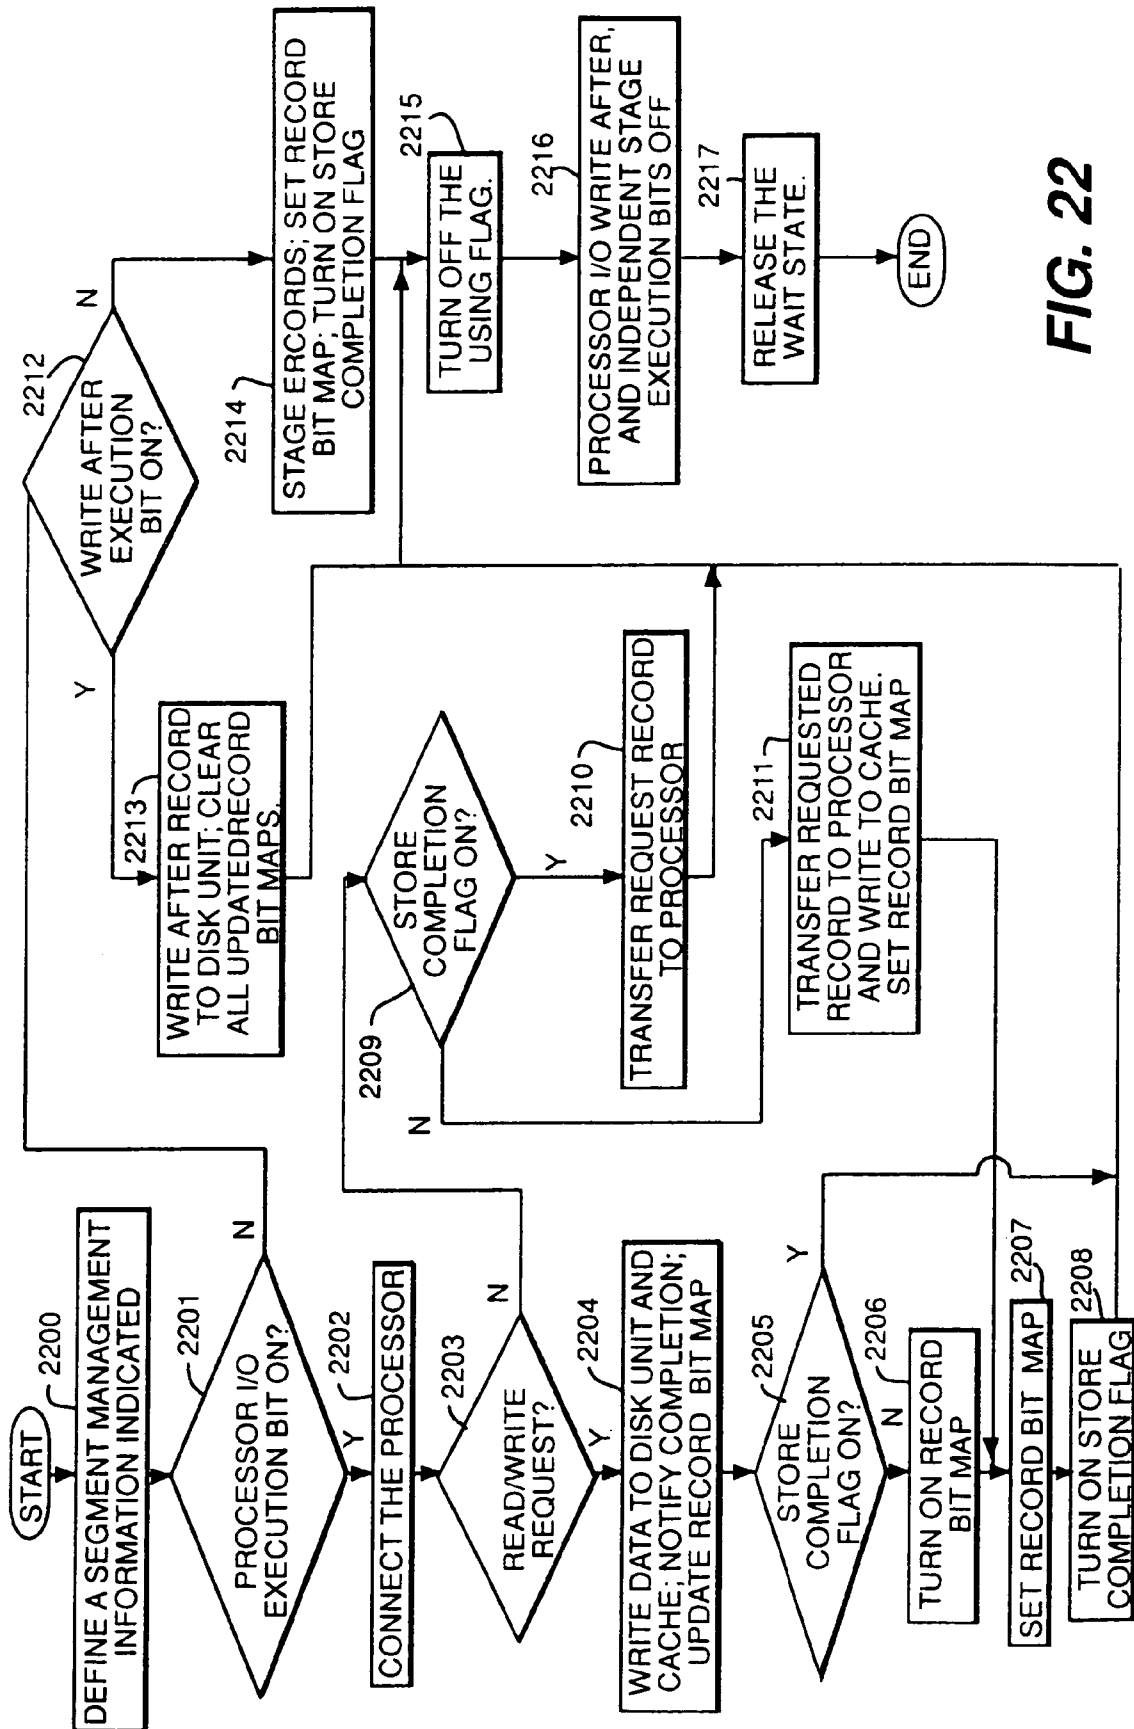 START
2200
DEFINE A SEGMENT MANAGEMENT
INFORMATION INDICATED
2201
PROCESSOR I/O
EXECUTION BIT ON?
N
Y
2202
CONNECT THE PROCESSOR
2203
READ/WRITE
REQUEST?
N
Y
2204
WRITE DATA TO DISK UNIT AND
CACHE; NOTIFY COMPLETION;
UPDATE RECORD BIT MAP
2205
STORE
COMPLETION
FLAG ON?
Y
N
2206
TURN ON RECORD
BIT MAP
2207
SET RECORD BIT MAP
2208
TURN ON STORE
COMPLETION FLAG
2209
STORE
COMPLETION
FLAG ON?
N
Y
2210
TRANSFER REQUEST RECORD
TO PROCESSOR
2211
TRANSFER REQUESTED
RECORD TO PROCESSOR
AND WRITE TO CACHE.
SET RECORD BIT MAP
2212
WRITE AFTER
EXECUTION
BIT ON?
Y
N
2213
WRITE AFTER RECORD
TO DISK UNIT; CLEAR
ALL UPDATEDRECORD
BIT MAPS.
2214
STAGE ERCORDS; SET RECORD
BIT MAP; TURN ON STORE
COMPLETION FLAG
2215
TURN OFF THE
USING FLAG.
2216
PROCESSOR I/O WRITE AFTER,
AND INDEPENDENT STAGE
EXECUTION BITS OFF
2217
RELEASE THE
WAIT STATE.
END
FIG. 22